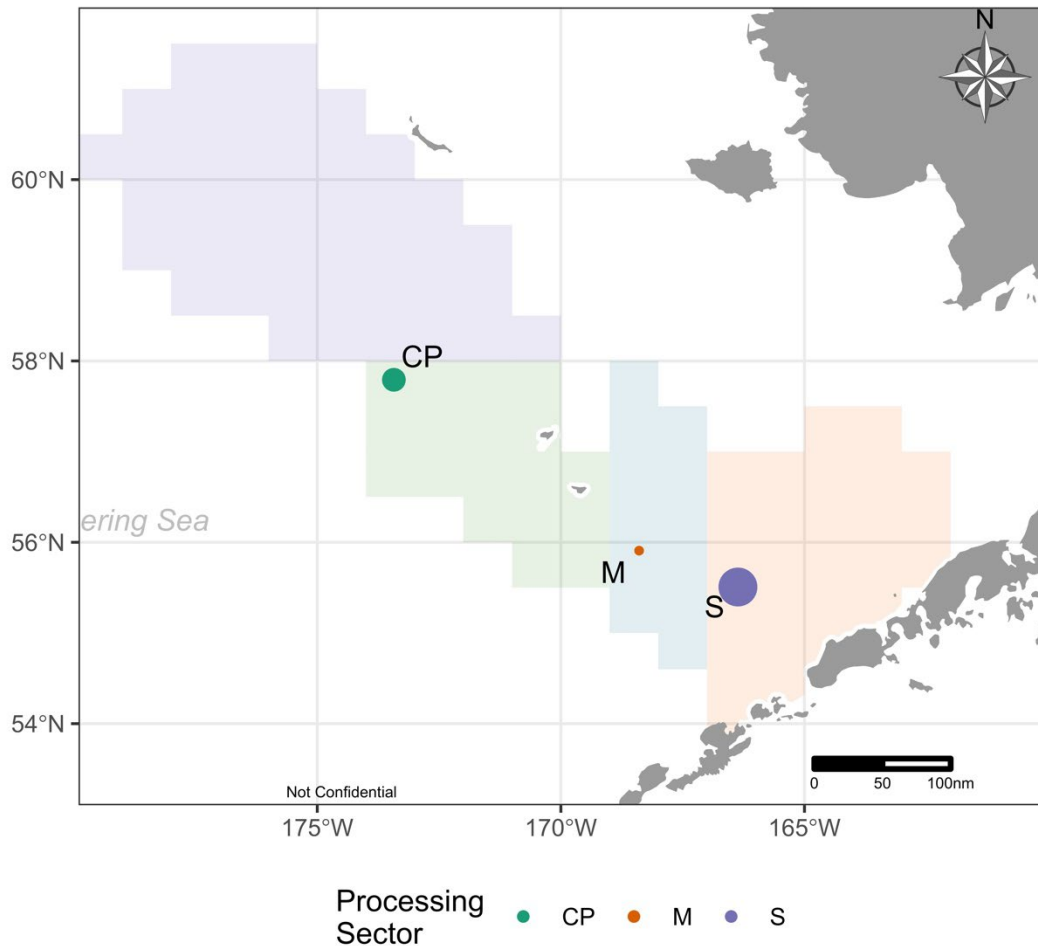 N
60°N
CP
58°N
ering Sea
56°N
M
S
54°N
0 50 100nm
Not Confidential
175°W 170°W 165°W
Processing
Sector
CP M S